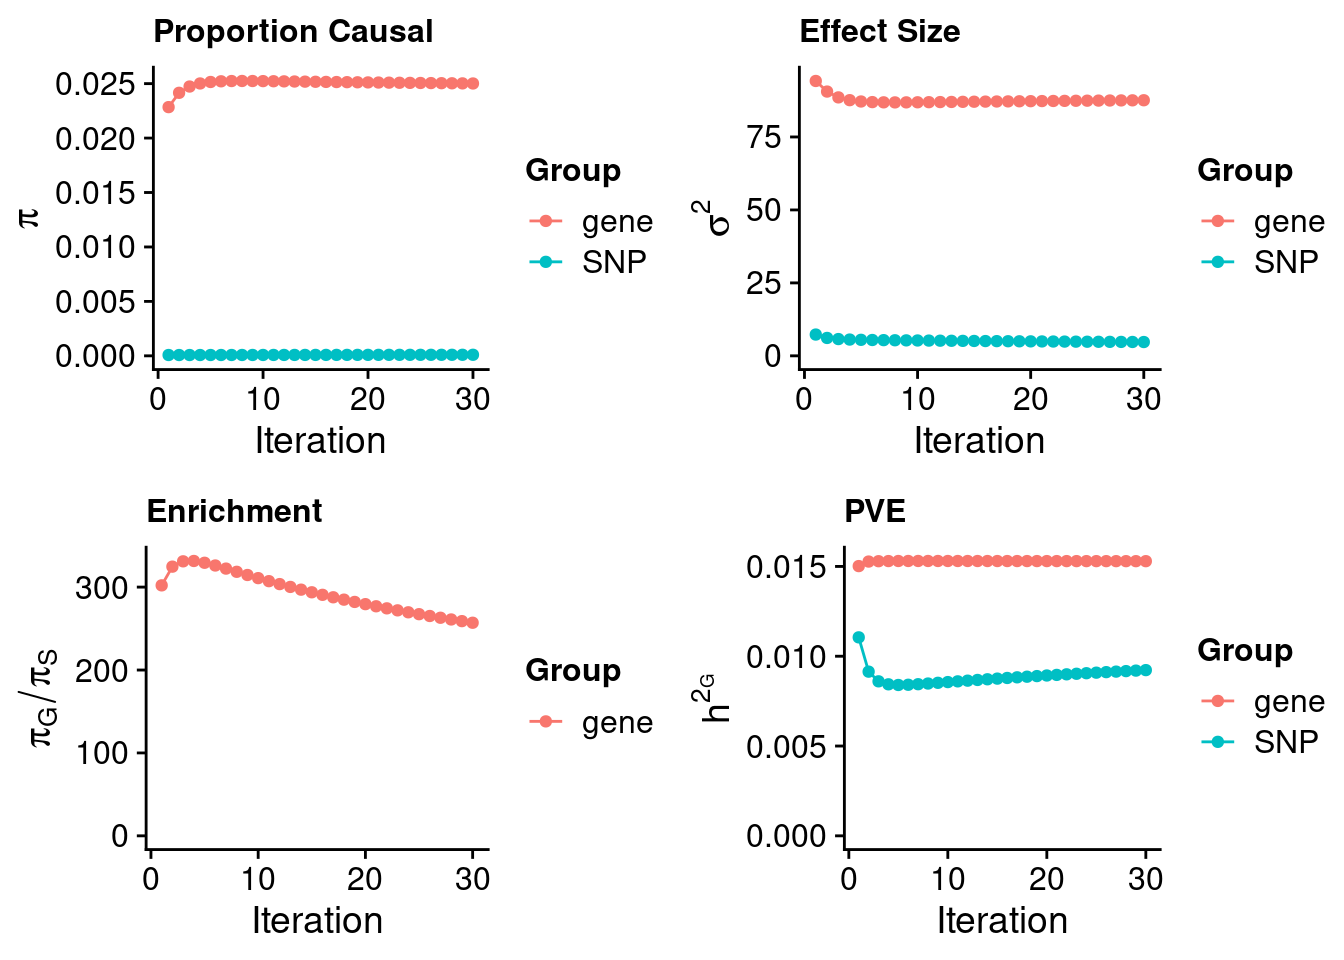 Proportion Causal
0.025
0.020
0.015
0.010
0.005
0.000
π
0 10 20 30
Iteration
Group
gene
SNP
Effect Size
75
50
25
0
σ²
0 10 20 30
Iteration
Group
gene
SNP
Enrichment
300
200
100
0
π_G/π_S
0 10 20 30
Iteration
Group
gene
PVE
0.015
0.010
0.005
0.000
h²ᴳ
0 10 20 30
Iteration
Group
gene
SNP